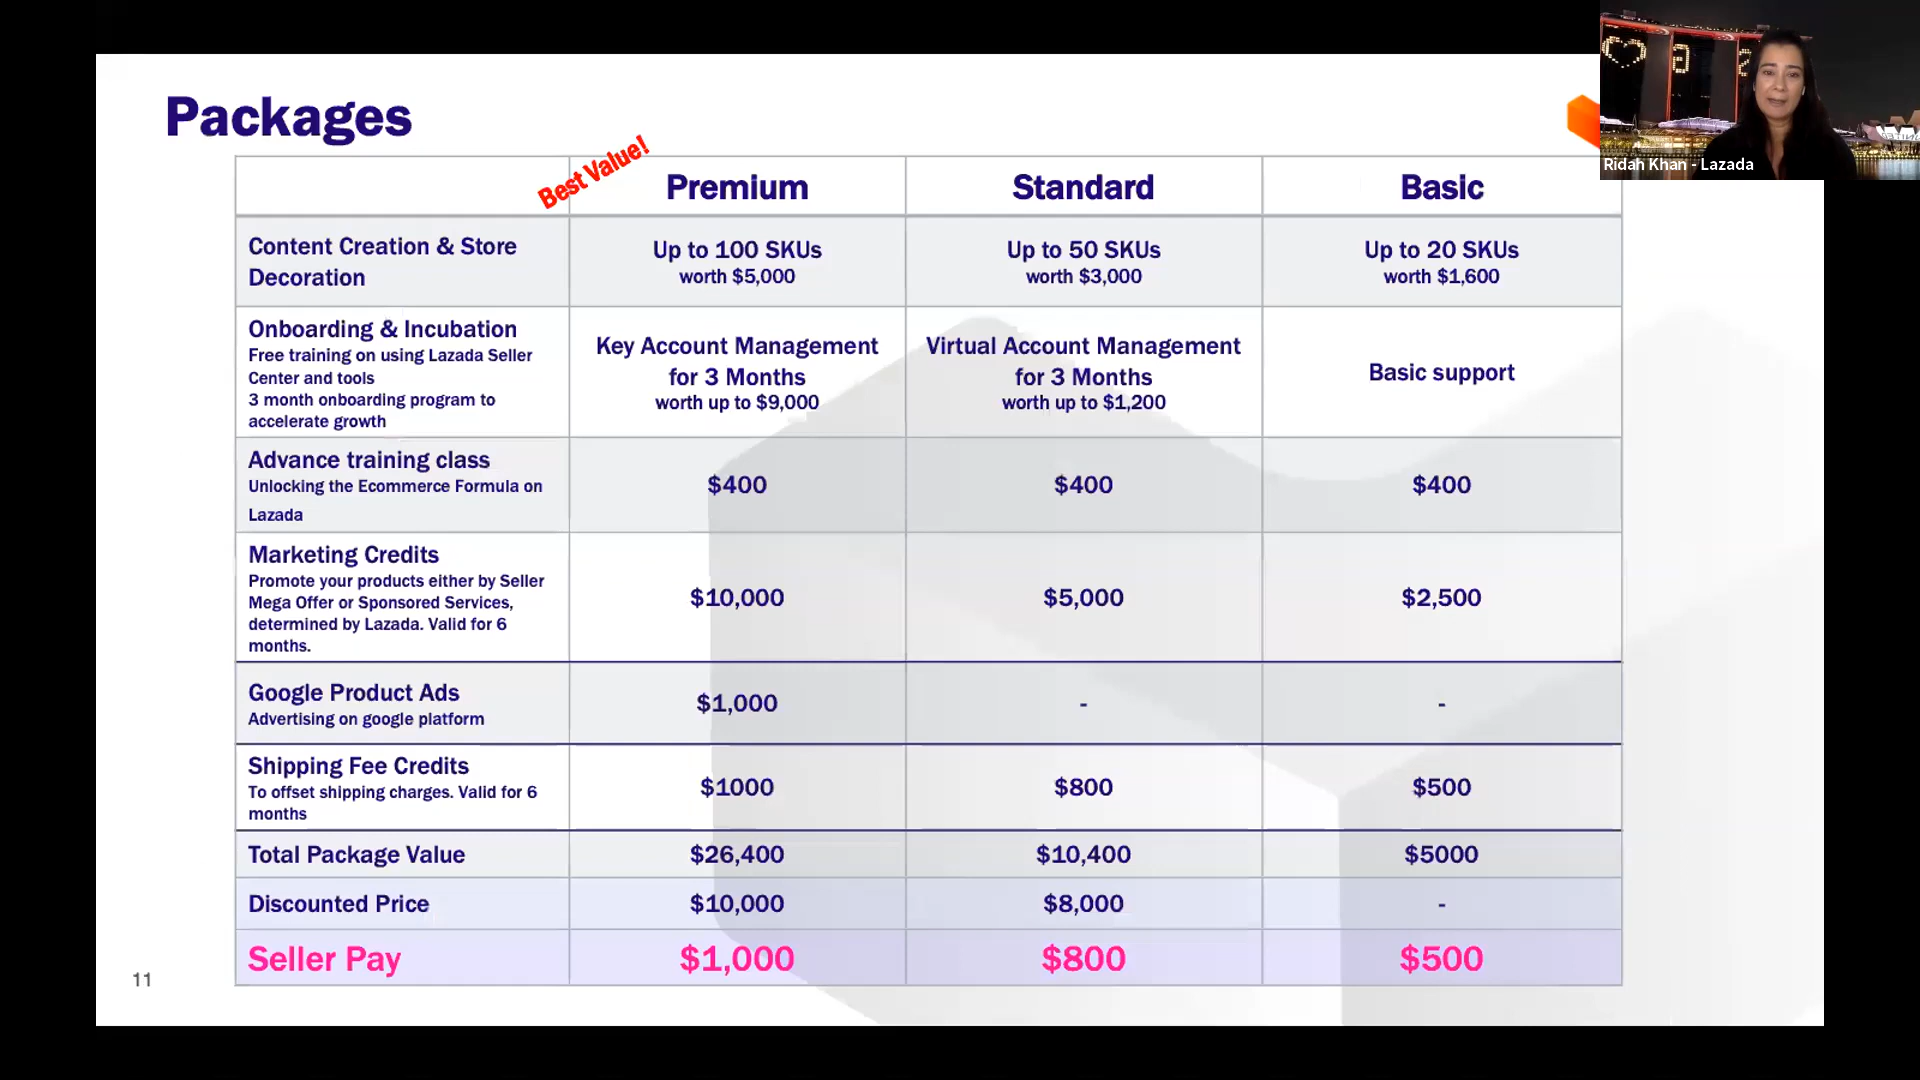 Packages
Ridah Khan - Lazada
Best Value!
Premium
Standard
Basic
Content Creation & Store
Decoration
Up to 100 SKUs
worth $5,000
Up to 50 SKUs
worth $3,000
Up to 20 SKUs
worth $1,600
Onboarding & Incubation
Free training on using Lazada Seller
Center and tools
3 month onboarding program to
accelerate growth
Key Account Management
for 3 Months
worth up to $9,000
Virtual Account Management
for 3 Months
worth up to $1,200
Basic support
Advance training class
Unlocking the Ecommerce Formula on
Lazada
$400
$400
$400
Marketing Credits
Promote your products either by Seller
Mega Offer or Sponsored Services,
determined by Lazada. Valid for 6
months.
$10,000
$5,000
$2,500
Google Product Ads
Advertising on google platform
$1,000
-
-
Shipping Fee Credits
To offset shipping charges. Valid for 6
months
$1000
$800
$500
Total Package Value
$26,400
$10,400
$5000
Discounted Price
$10,000
$8,000
-
Seller Pay
$1,000
$800
$500
11